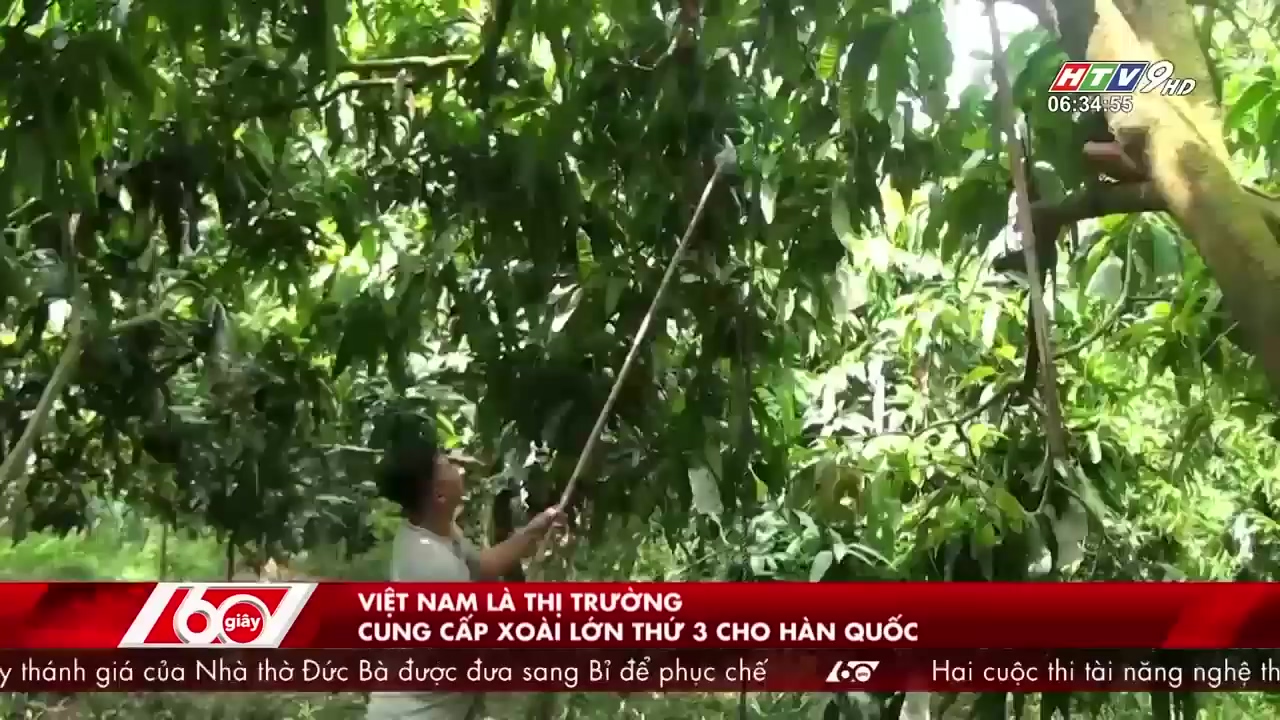 HTV9 HD
06:34:55
60 giây
VIỆT NAM LÀ THỊ TRƯỜNG
CUNG CẤP XOÀI LỚN THỨ 3 CHO HÀN QUỐC
thánh giá của Nhà thờ Đức Bà được đưa sang Bỉ để phục chế 60 Hai cuộc thi tài năng nghệ